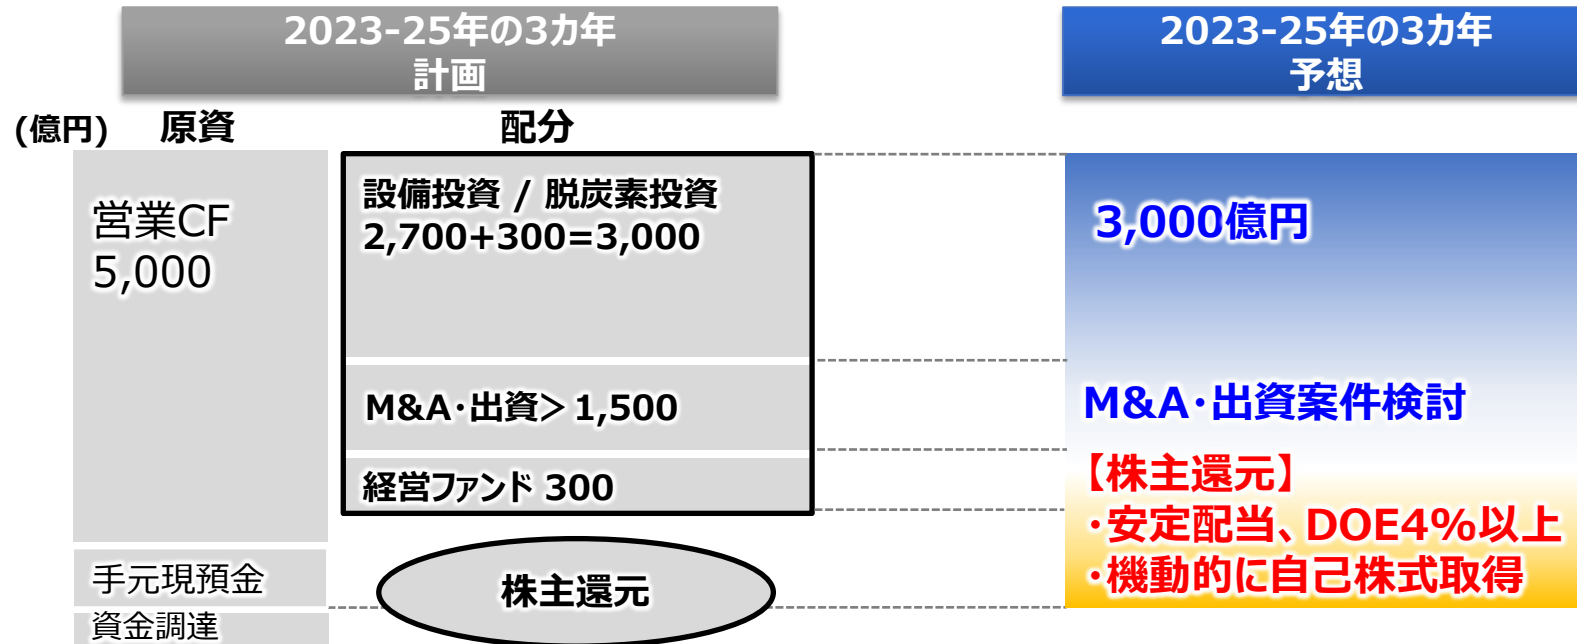 2023-25年の3カ年
計画
2023-25年の3カ年
予想
(億円)
原資
配分
営業CF
5,000
設備投資 / 脱炭素投資
2,700+300=3,000
M&A･出資＞1,500
経営ファンド 300
手元現預金
資金調達
株主還元
3,000億円
M&A･出資案件検討
【株主還元】
･安定配当、DOE4%以上
･機動的に自己株式取得